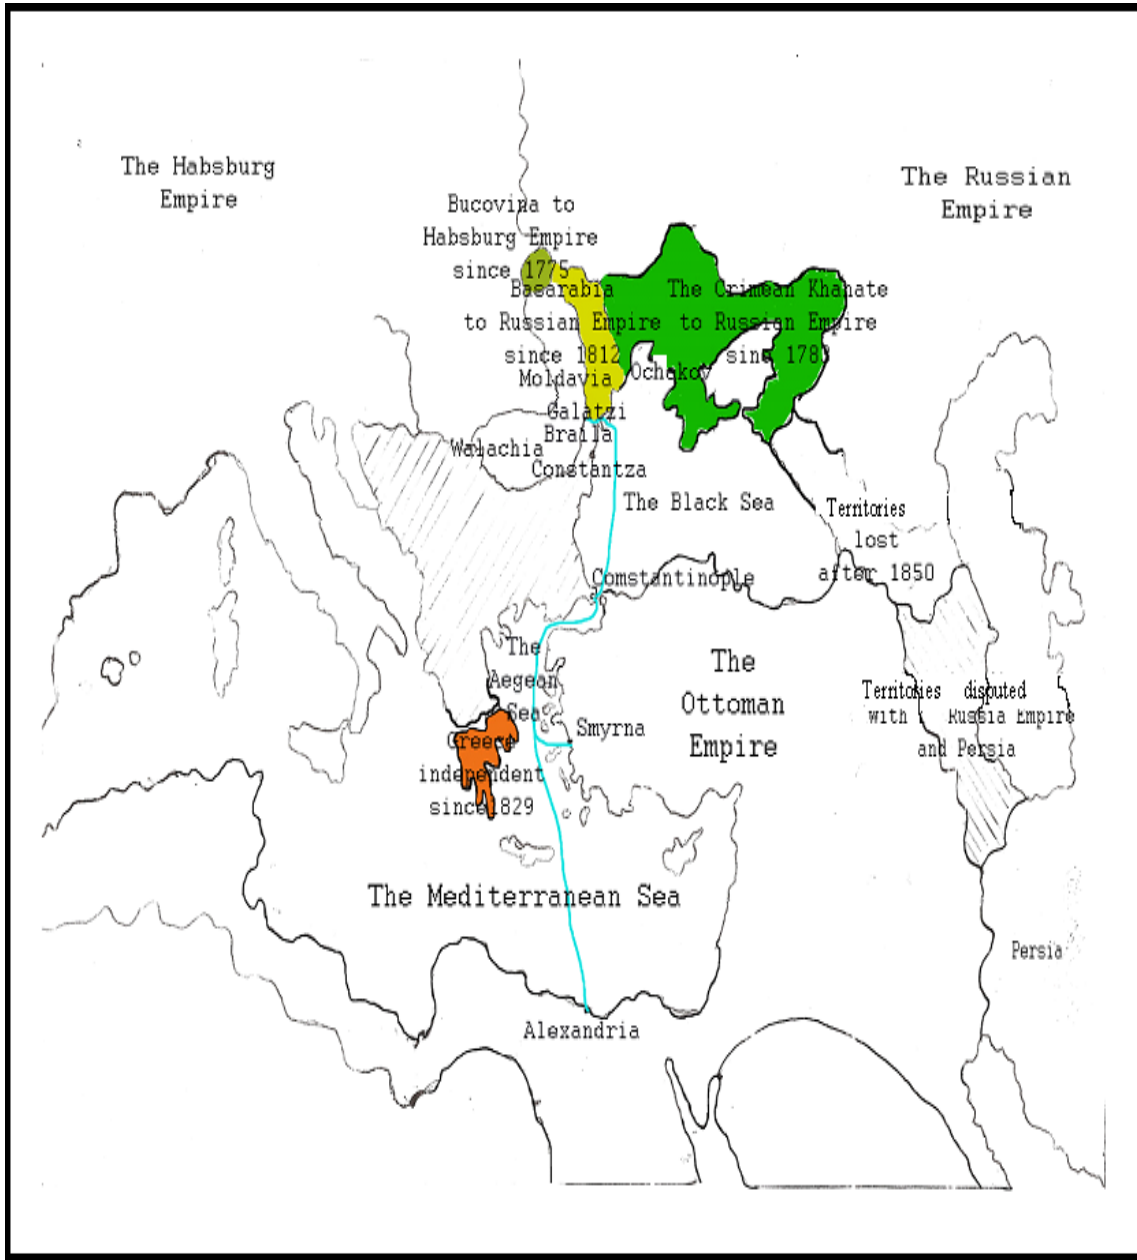 The Habsburg
Empire
The Russian
Empire
Bucovina to
Habsburg Empire
since 1775
Basarabia
to Russian Empire
since 1812
The Crimean Khanate
to Russian Empire
sinc 1783
Moldavia
Ochakov
Galatzi
Braila
Walachia
Constantza
The Black Sea
Territories
lost
after 1850
Comstantinople
The
Aegean
Sea
The
Ottoman
Empire
Smyrna
Territories disputed
with Russia Empire
and Persia
Greece
independent
since1829
The Mediterranean Sea
Persia
Alexandria